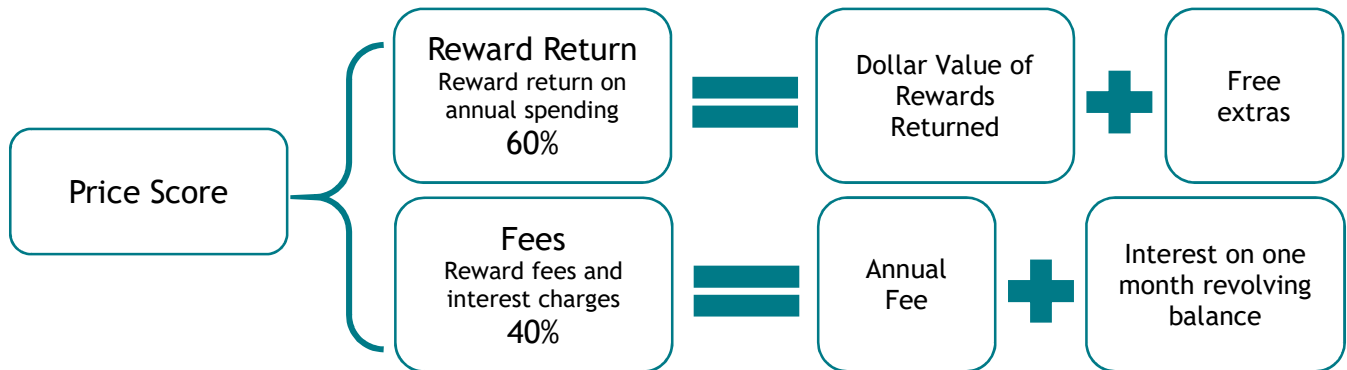 Price Score
Reward Return
Reward return on
annual spending
60%
Dollar Value of
Rewards
Returned
Free
extras
Fees
Reward fees and
interest charges
40%
Annual
Fee
Interest on one
month revolving
balance